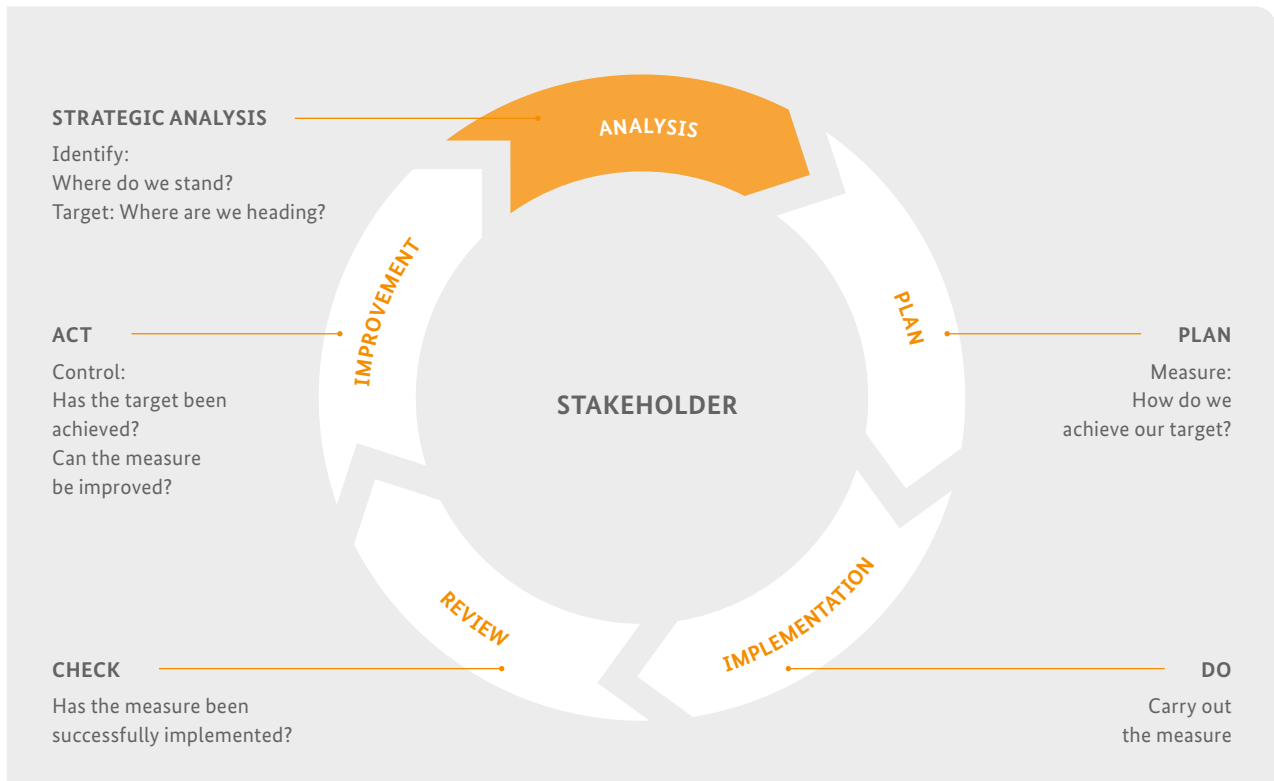 STRATEGIC ANALYSIS
Identify:
Where do we stand?
Target: Where are we heading?
ANALYSIS
PLAN
PLAN
Measure:
How do we
achieve our target?
IMPLEMENTATION
DO
Carry out
the measure
REVIEW
CHECK
Has the measure been
successfully implemented?
IMPROVEMENT
ACT
Control:
Has the target been
achieved?
Can the measure
be improved?
STAKEHOLDER